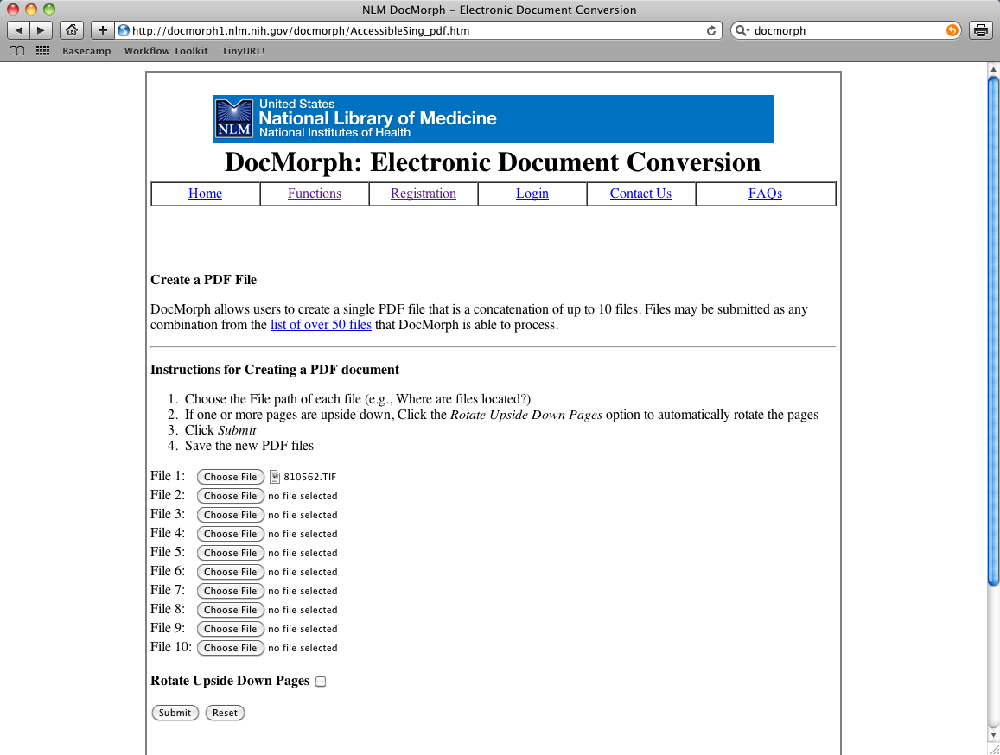 NLM DocMorph – Electronic Document Conversion
http://docmorph1.nlm.nih.gov/docmorph/AccessibleSing_pdf.htm
docmorph
Basecamp Workflow Toolkit TinyURL!
United States
National Library of Medicine
National Institutes of Health
NLM
DocMorph: Electronic Document Conversion
Home Functions Registration Login Contact Us FAQs
Create a PDF File
DocMorph allows users to create a single PDF file that is a concatenation of up to 10 files. Files may be submitted as any
combination from the list of over 50 files that DocMorph is able to process.
Instructions for Creating a PDF document
1. Choose the File path of each file (e.g., Where are files located?)
2. If one or more pages are upside down, Click the Rotate Upside Down Pages option to automatically rotate the pages
3. Click Submit
4. Save the new PDF files
File 1: Choose File 810562.TIF
File 2: Choose File no file selected
File 3: Choose File no file selected
File 4: Choose File no file selected
File 5: Choose File no file selected
File 6: Choose File no file selected
File 7: Choose File no file selected
File 8: Choose File no file selected
File 9: Choose File no file selected
File 10: Choose File no file selected
Rotate Upside Down Pages
Submit Reset